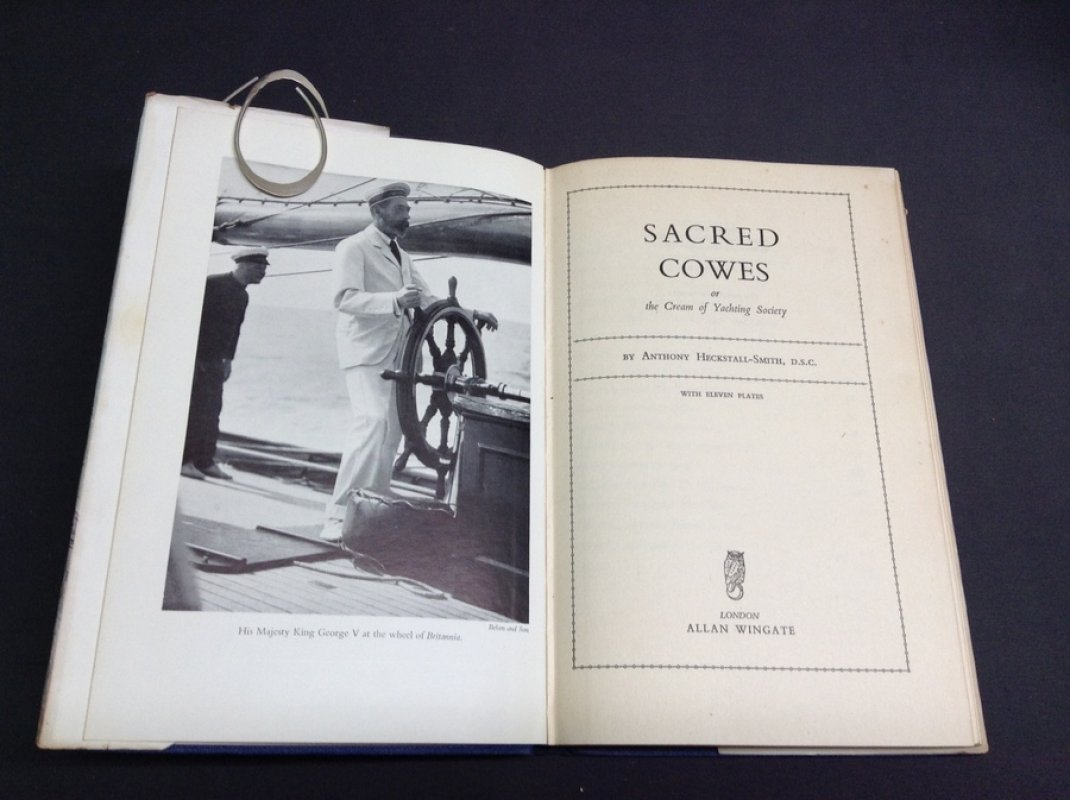 His Majesty King George V at the wheel of Britannia.
Beken and Son
SACRED
COWES
or
the Cream of Yachting Society
BY ANTHONY HECKSTALL-SMITH, D.S.C.
WITH ELEVEN PLATES
LONDON
ALLAN WINGATE